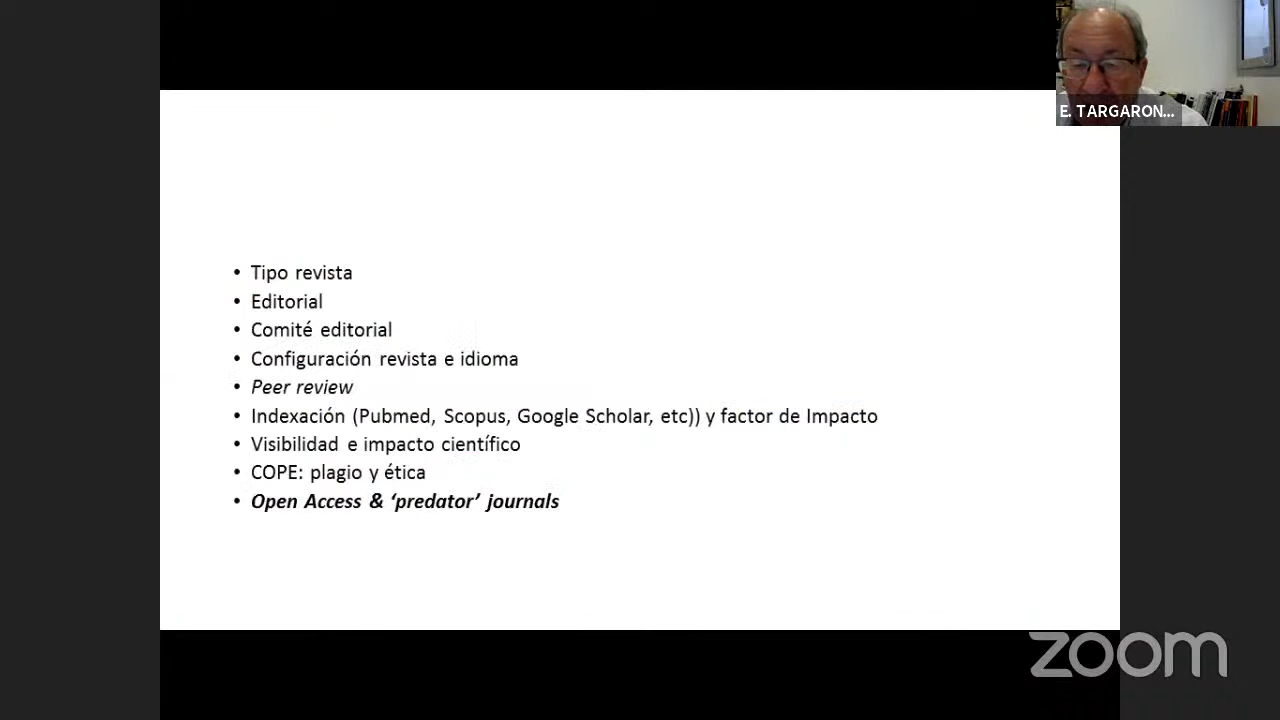 E. TARGARON...
• Tipo revista
• Editorial
• Comité editorial
• Configuración revista e idioma
• Peer review
• Indexación (Pubmed, Scopus, Google Scholar, etc)) y factor de Impacto
• Visibilidad e impacto científico
• COPE: plagio y ética
• Open Access & ‘predator’ journals
zoom